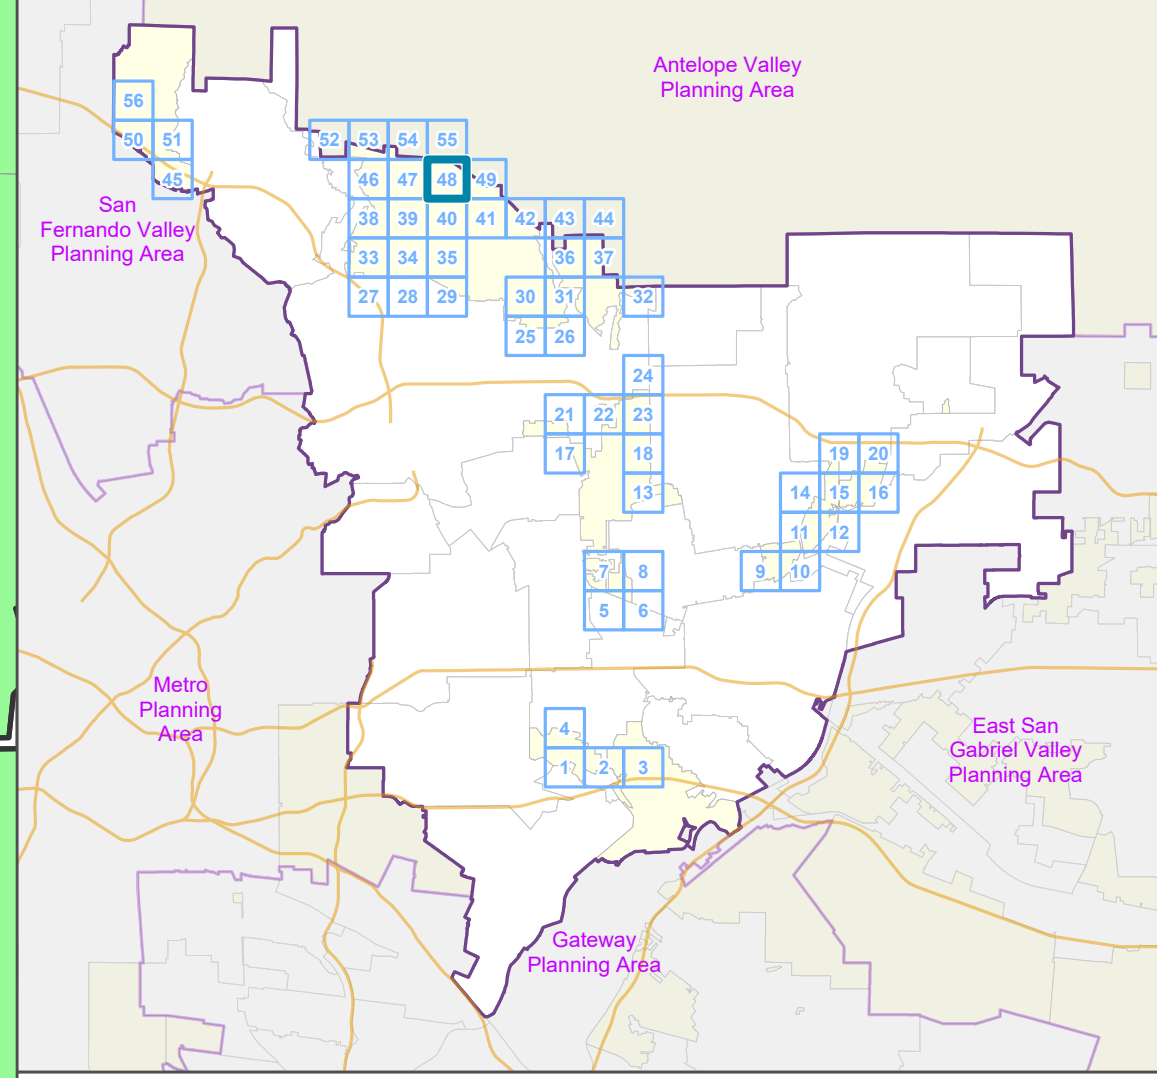 Antelope Valley
Planning Area
56
50 51
52 53 54 55
45
46 47 48 49
San
Fernando Valley
Planning Area
38 39 40 41 42 43 44
33 34 35
36 37
27 28 29
30 31
32
25 26
24
21 22 23
17
18
19 20
13
14 15 16
11 12
7 8
9 10
5 6
Metro
Planning
Area
4
1 2 3
East San
Gabriel Valley
Planning Area
Gateway
Planning Area